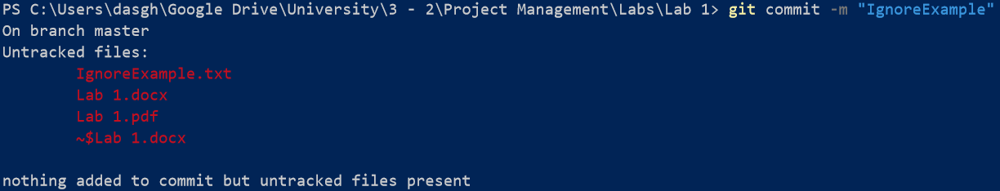 PS C:\Users\dasgh\Google Drive\University\3 - 2\Project Management\Labs\Lab 1> git commit -m "IgnoreExample"
On branch master
Untracked files:
IgnoreExample.txt
Lab 1.docx
Lab 1.pdf
~$Lab 1.docx
nothing added to commit but untracked files present